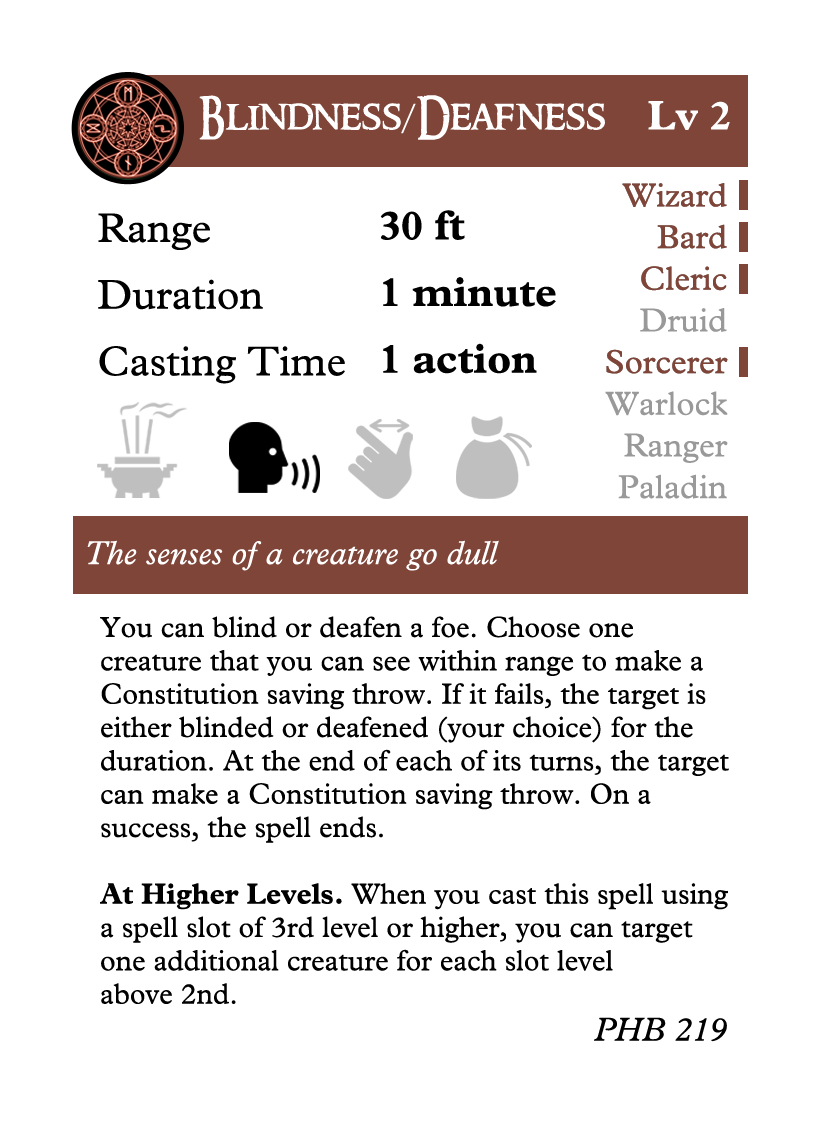 BLINDNESS/DEAFNESS Lv 2
Wizard
Bard
Cleric
Druid
Sorcerer
Warlock
Ranger
Paladin
Range 30 ft
Duration 1 minute
Casting Time 1 action
The senses of a creature go dull
You can blind or deafen a foe. Choose one
creature that you can see within range to make a
Constitution saving throw. If it fails, the target is
either blinded or deafened (your choice) for the
duration. At the end of each of its turns, the target
can make a Constitution saving throw. On a
success, the spell ends.
At Higher Levels. When you cast this spell using
a spell slot of 3rd level or higher, you can target
one additional creature for each slot level
above 2nd.
PHB 219